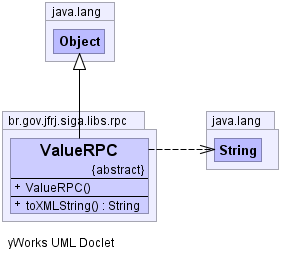 java.lang
Object
br.gov.jfrj.siga.libs.rpc
java.lang
ValueRPC
{abstract}
String
+ ValueRPC()
+ toXMLString() : String
yWorks UML Doclet